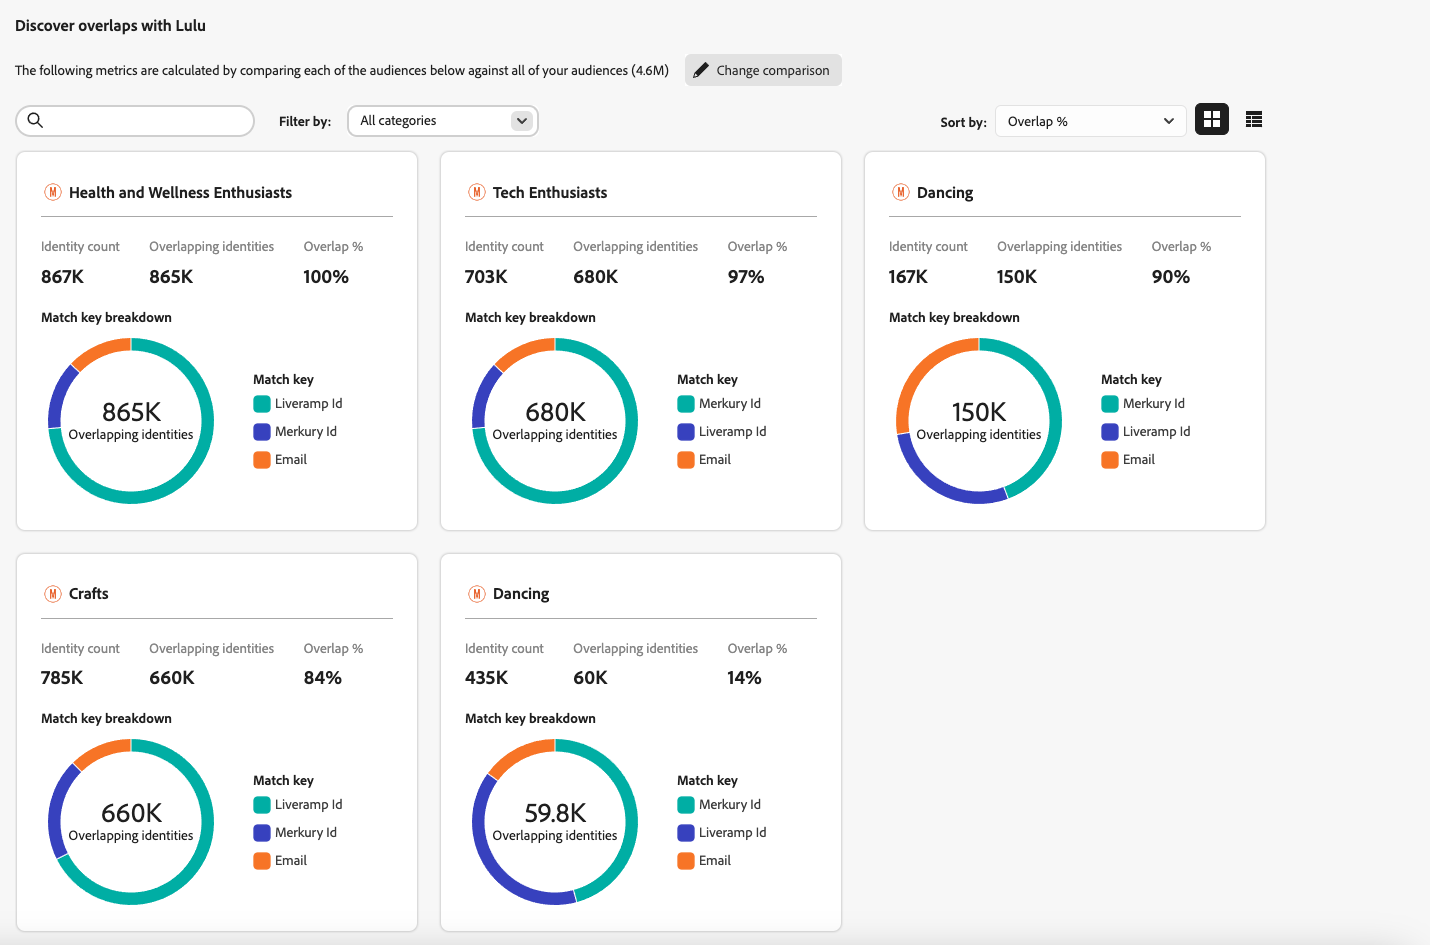 Discover overlaps with Lulu
The following metrics are calculated by comparing each of the audiences below against all of your audiences (4.6M)
Change comparison
Filter by:
All categories
Sort by:
Overlap %
M Health and Wellness Enthusiasts
Identity count Overlapping identities Overlap %
867K 865K 100%
Match key breakdown
865K
Overlapping identities
Match key
Liveramp Id
Merkury Id
Email
M Tech Enthusiasts
Identity count Overlapping identities Overlap %
703K 680K 97%
Match key breakdown
680K
Overlapping identities
Match key
Merkury Id
Liveramp Id
Email
M Dancing
Identity count Overlapping identities Overlap %
167K 150K 90%
Match key breakdown
150K
Overlapping identities
Match key
Merkury Id
Liveramp Id
Email
M Crafts
Identity count Overlapping identities Overlap %
785K 660K 84%
Match key breakdown
660K
Overlapping identities
Match key
Liveramp Id
Merkury Id
Email
M Dancing
Identity count Overlapping identities Overlap %
435K 60K 14%
Match key breakdown
59.8K
Overlapping identities
Match key
Merkury Id
Liveramp Id
Email